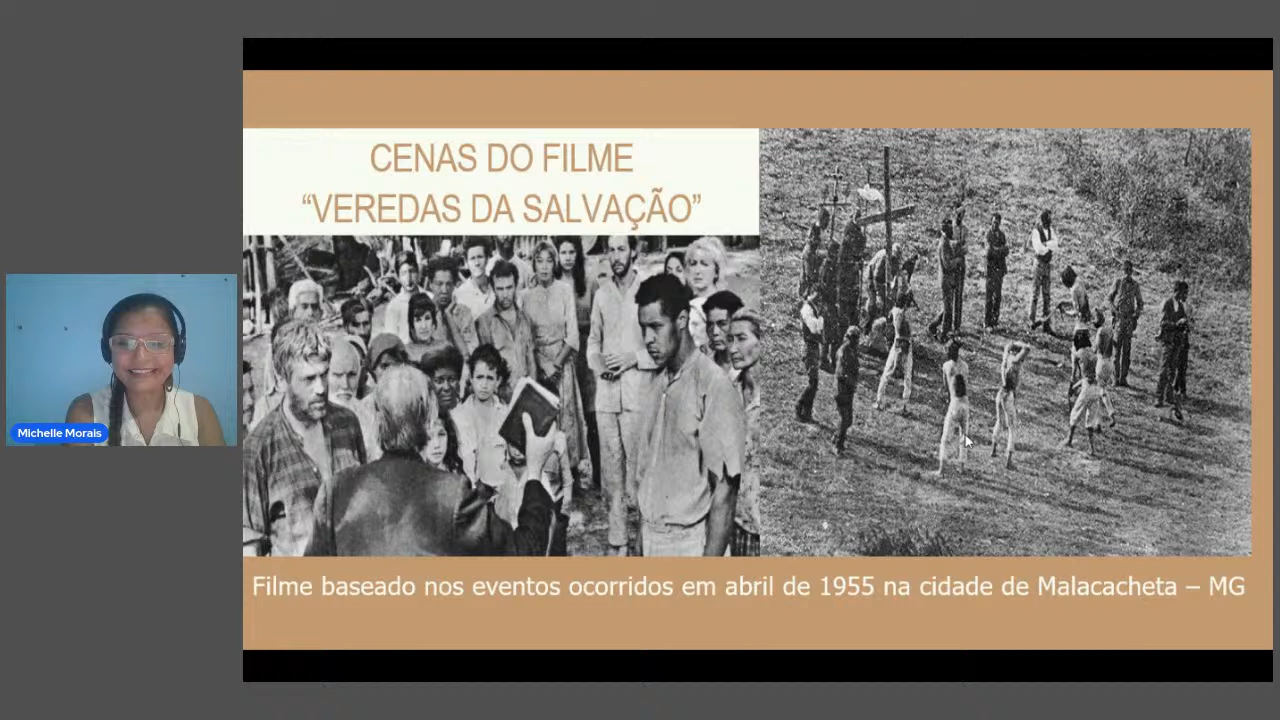 CENAS DO FILME
“VEREDAS DA SALVAÇÃO”
Michelle Morais
Filme baseado nos eventos ocorridos em abril de 1955 na cidade de Malacacheta – MG